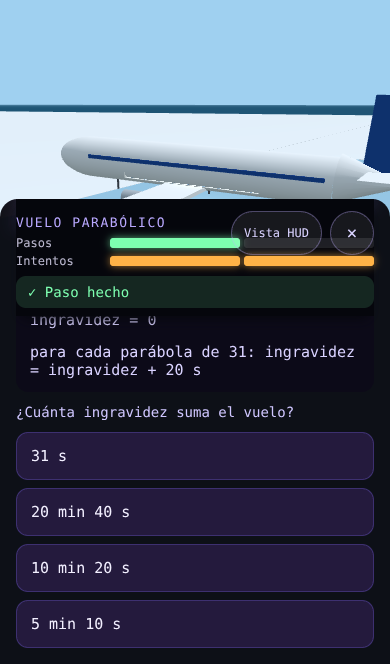 VUELO PARABÓLICO
Vista HUD
×
Pasos
Intentos
✓ Paso hecho
ingravidez = 0
para cada parábola de 31: ingravidez
= ingravidez + 20 s
¿Cuánta ingravidez suma el vuelo?
31 s
20 min 40 s
10 min 20 s
5 min 10 s